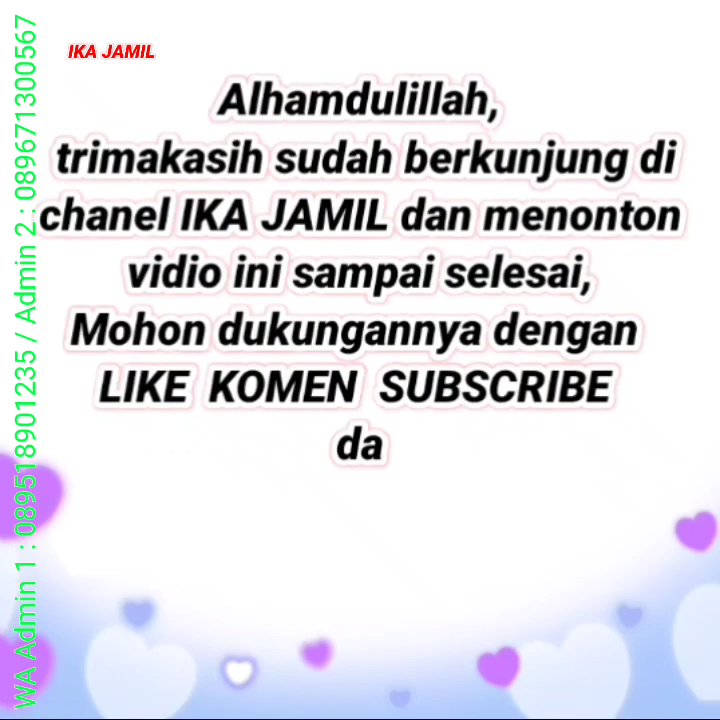 IKA JAMIL
Alhamdulillah,
trimakasih sudah berkunjung di
chanel IKA JAMIL dan menonton
vidio ini sampai selesai,
Mohon dukungannya dengan
LIKE KOMEN SUBSCRIBE
da
WA Admin 1 : 089518901235 / Admin 2 : 089671300567